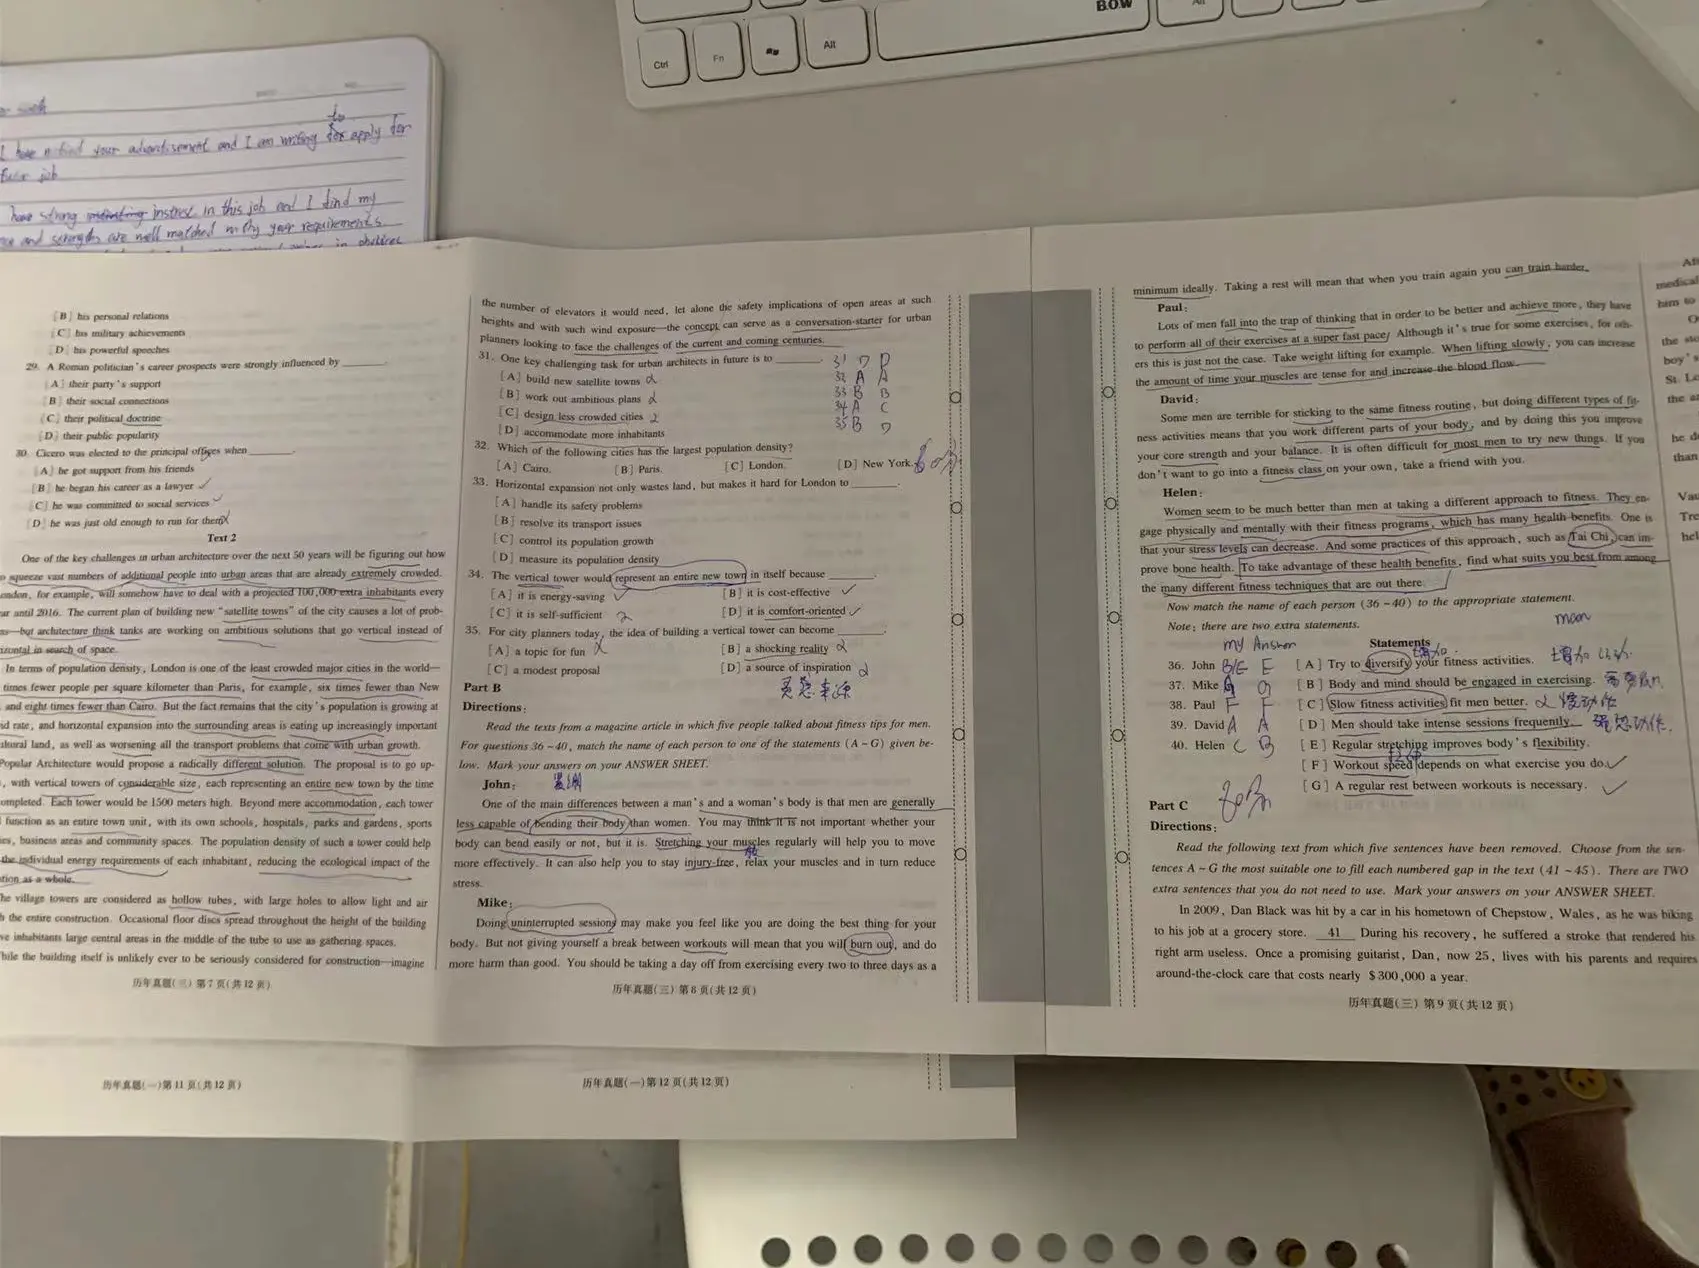 BOW
Alt
Ctrl
Fn
Alt
to
your advertisement and I am writing for apply for
job
have strong in this job and I find my
and are well matched your requirements
[B] his personal relations
[C] his military achievements
[D] his powerful speeches
29. A Roman politician's career prospects were strongly influenced by ______.
[A] their party's support
[B] their social connections
[C] their political doctrine
[D] their public popularity
30. Cicero was elected to the principal offices when ______.
[A] he got support from his friends
[B] he began his career as a lawyer
[C] he was committed to social services
[D] he was just old enough to run for them
Text 2
One of the key challenges in urban architecture over the next 50 years will be figuring out how
squeeze vast numbers of additional people into urban areas that are already extremely crowded.
for example, will somehow have to deal with a projected 100,000 extra inhabitants every
until 2016. The current plan of building new "satellite towns" of the city causes a lot of prob-
—but architecture think tanks are working on ambitious solutions that go vertical instead of
in search of space.
In terms of population density, London is one of the least crowded major cities in the world—
times fewer people per square kilometer than Paris, for example, six times fewer than New
and eight times fewer than Cairo. But the fact remains that the city's population is growing at
rate, and horizontal expansion into the surrounding areas is eating up increasingly important
land, as well as worsening all the transport problems that come with urban growth.
Popular Architecture would propose a radically different solution. The proposal is to go up-
, with vertical towers of considerable size, each representing an entire new town by the time
Each tower would be 1500 meters high. Beyond mere accommodation, each tower
function as an entire town unit, with its own schools, hospitals, parks and gardens, sports
business areas and community spaces. The population density of such a tower could help
the individual energy requirements of each inhabitant, reducing the ecological impact of the
as a whole.
village towers are considered as hollow tubes, with large holes to allow light and air
the entire construction. Occasional floor discs spread throughout the height of the building
inhabitants large central areas in the middle of the tube to use as gathering spaces.
the building itself is unlikely ever to be seriously considered for construction—imagine
历年真题(三) 第 7 页(共 12 页)
the number of elevators it would need, let alone the safety implications of open areas at such
heights and with such wind exposure—the concept can serve as a conversation-starter for urban
planners looking to face the challenges of the current and coming centuries.
31. One key challenging task for urban architects in future is to ______.
[A] build new satellite towns
[B] work out ambitious plans
[C] design less crowded cities
[D] accommodate more inhabitants
31 D D
32 A A
33 B B
34 A C
35 B D
32. Which of the following cities has the largest population density?
[A] Cairo. [B] Paris. [C] London. [D] New York.
33. Horizontal expansion not only wastes land, but makes it hard for London to ______.
[A] handle its safety problems
[B] resolve its transport issues
[C] control its population growth
[D] measure its population density
34. The vertical tower would represent an entire new town in itself because ______.
[A] it is energy-saving [B] it is cost-effective
[C] it is self-sufficient [D] it is comfort-oriented
35. For city planners today, the idea of building a vertical tower can become ______.
[A] a topic for fun [B] a shocking reality
[C] a modest proposal [D] a source of inspiration
Part B
Directions:
Read the texts from a magazine article in which five people talked about fitness tips for men.
For questions 36~40, match the name of each person to one of the statements (A~G) given be-
low. Mark your answers on your ANSWER SHEET.
John:
One of the main differences between a man's and a woman's body is that men are generally
less capable of bending their body than women. You may think it is not important whether your
body can bend easily or not, but it is. Stretching your muscles regularly will help you to move
more effectively. It can also help you to stay injury-free, relax your muscles and in turn reduce
stress.
Mike:
Doing uninterrupted sessions may make you feel like you are doing the best thing for your
body. But not giving yourself a break between workouts will mean that you will burn out, and do
more harm than good. You should be taking a day off from exercising every two to three days as a
历年真题(三) 第 8 页(共 12 页)
minimum ideally. Taking a rest will mean that when you train again you can train harder.
Paul:
Lots of men fall into the trap of thinking that in order to be better and achieve more, they have
to perform all of their exercises at a super fast pace. Although it's true for some exercises, for oth-
ers this is just not the case. Take weight lifting for example. When lifting slowly, you can increase
the amount of time your muscles are tense for and increase the blood flow.
David:
Some men are terrible for sticking to the same fitness routine, but doing different types of fit-
ness activities means that you work different parts of your body, and by doing this you improve
your core strength and your balance. It is often difficult for most men to try new things. If you
don't want to go into a fitness class on your own, take a friend with you.
Helen:
Women seem to be much better than men at taking a different approach to fitness. They en-
gage physically and mentally with their fitness programs, which has many health benefits. One is
that your stress levels can decrease. And some practices of this approach, such as Tai Chi, can im-
prove bone health. To take advantage of these health benefits, find what suits you best from among
the many different fitness techniques that are out there.
Now match the name of each person (36~40) to the appropriate statement.
Note: there are two extra statements.
my Answer
Statements
36. John B/E E [A] Try to diversify your fitness activities. 增加
37. Mike G G [B] Body and mind should be engaged in exercising.
38. Paul F F [C] Slow fitness activities fit men better. 慢动作
39. David A A [D] Men should take intense sessions frequently.
40. Helen C B [E] Regular stretching improves body's flexibility.
[F] Workout speed depends on what exercise you do.
[G] A regular rest between workouts is necessary.
Part C
Directions:
Read the following text from which five sentences have been removed. Choose from the sen-
tences A~G the most suitable one to fill each numbered gap in the text (41~45). There are TWO
extra sentences that you do not need to use. Mark your answers on your ANSWER SHEET.
In 2009, Dan Black was hit by a car in his hometown of Chepstow, Wales, as he was biking
to his job at a grocery store. 41 During his recovery, he suffered a stroke that rendered his
right arm useless. Once a promising guitarist, Dan, now 25, lives with his parents and requires
around-the-clock care that costs nearly $300,000 a year.
历年真题(三) 第 9 页(共 12 页)
medical
him to
boy's
St.
than
历年真题(一) 第 11 页(共 12 页)
历年真题(一) 第 12 页(共 12 页)